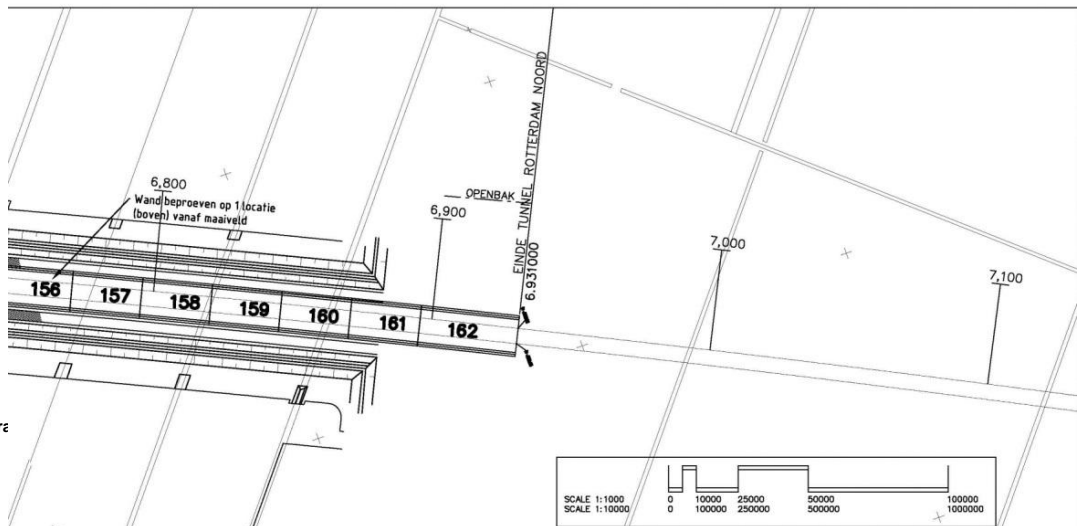 6,800
Wand beproeven op 1 locatie
(boven) vanaf maaiveld
OPENBAK
6,900
EINDE TUNNEL ROTTERDAM NOORD
6.931000
7,000
7,100
156
157
158
159
160
161
162
SCALE 1:1000 0 10000 25000 50000 100000
SCALE 1:10000 0 100000 250000 500000 1000000